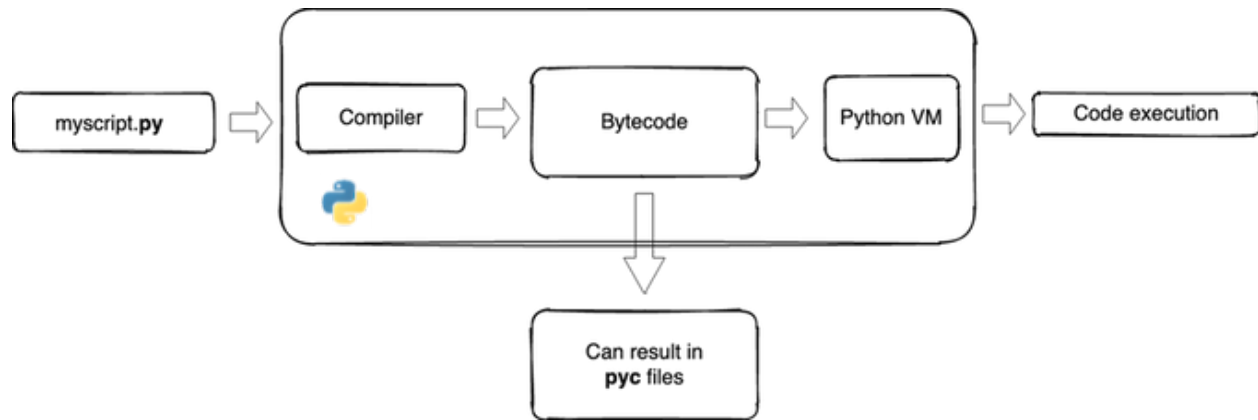 myscript.py
Compiler
Bytecode
Python VM
Code execution
Can result in
pyc files